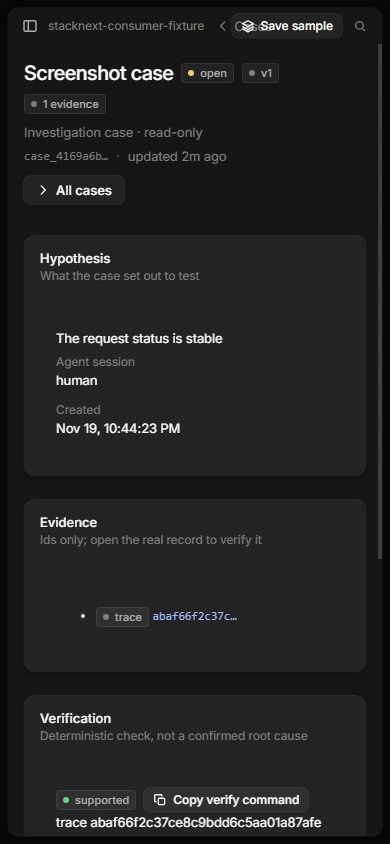 stacknext-consumer-fixture Cases Save sample
Screenshot case open v1
1 evidence
Investigation case · read-only
case_4169a6b… · updated 2m ago
All cases
Hypothesis
What the case set out to test
The request status is stable
Agent session
human
Created
Nov 19, 10:44:23 PM
Evidence
Ids only; open the real record to verify it
• trace abaf66f2c37c…
Verification
Deterministic check, not a confirmed root cause
supported Copy verify command
trace abaf66f2c37ce8c9bdd6c5aa01a87afe